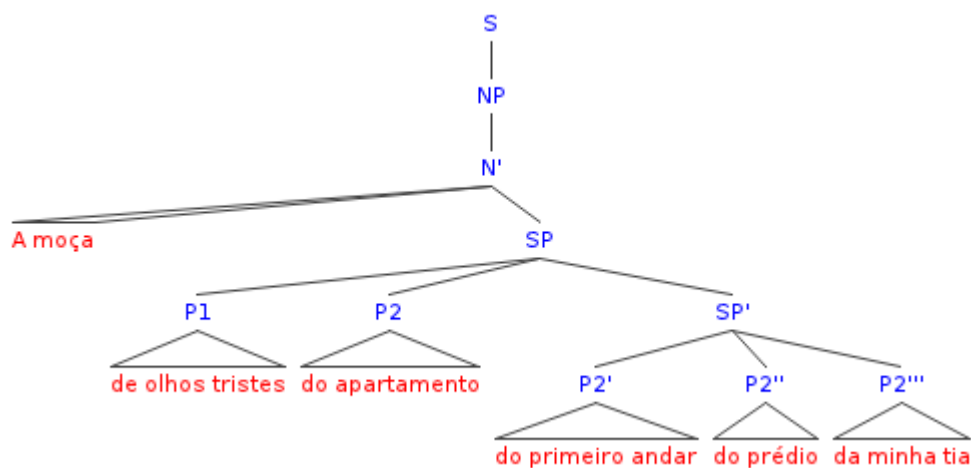 S
NP
N'
A moça
SP
P1
P2
SP'
de olhos tristes
do apartamento
P2'
P2''
P2'''
do primeiro andar
do prédio
da minha tia